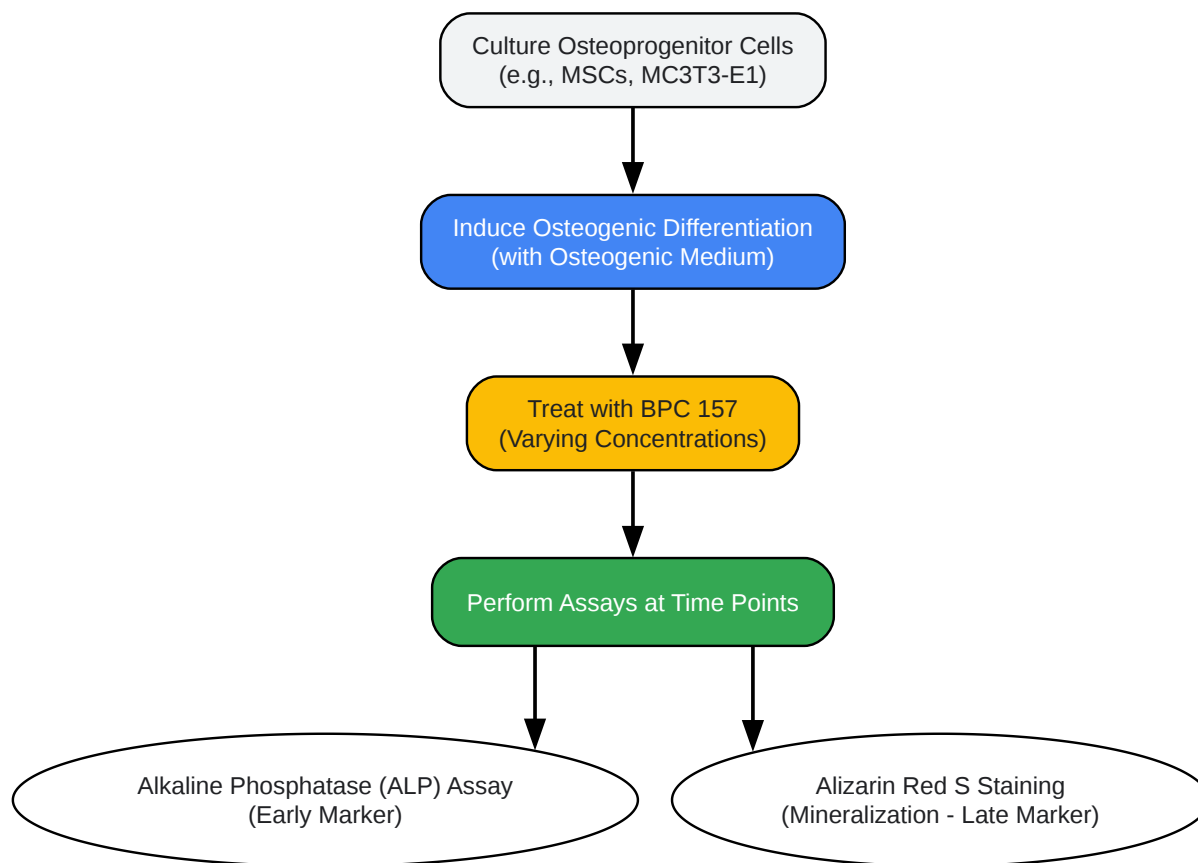 Culture Osteoprogenitor Cells
(e.g., MSCs, MC3T3-E1)
Induce Osteogenic Differentiation
(with Osteogenic Medium)
Treat with BPC 157
(Varying Concentrations)
Perform Assays at Time Points
Alkaline Phosphatase (ALP) Assay
(Early Marker)
Alizarin Red S Staining
(Mineralization - Late Marker)